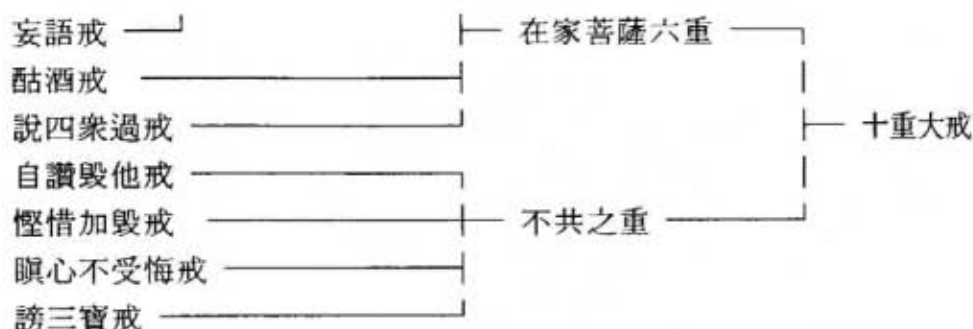 妄語戒 在家菩薩六重
酤酒戒
說四衆過戒 十重大戒
自讚毀他戒
慳惜加毀戒 不共之重
瞋心不受悔戒
謗三寶戒